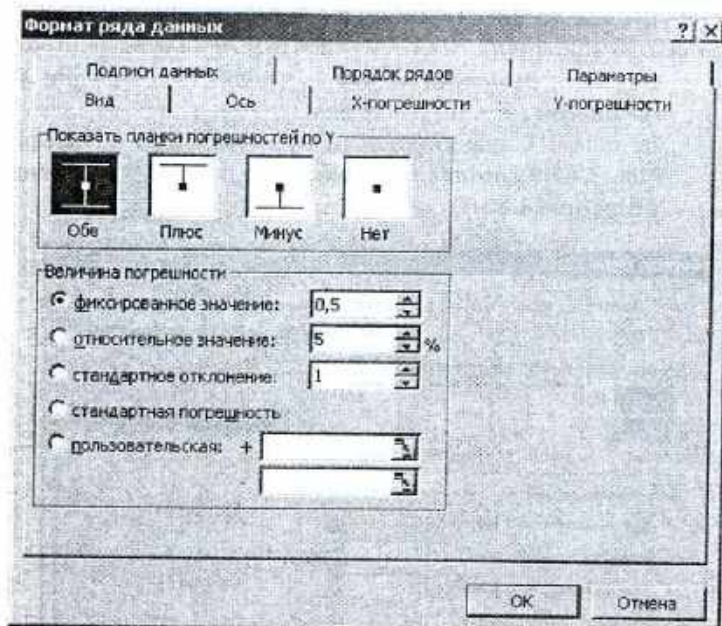 Формат ряда данных
Подписи данных Порядок рядов Параметры
Вид Ось X-погрешности Y-погрешности
Показать планки погрешностей по Y
Обе Плюс Минус Нет
Величина погрешности
фиксированное значение: 0,5
относительное значение: 5 %
стандартное отклонение: 1
стандартная погрешность
пользовательская: +
-
OK Отмена